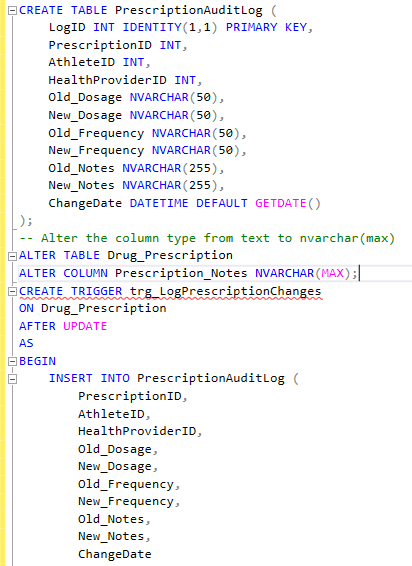 CREATE TABLE PrescriptionAuditLog (
LogID INT IDENTITY(1,1) PRIMARY KEY,
PrescriptionID INT,
AthleteID INT,
HealthProviderID INT,
Old_Dosage NVARCHAR(50),
New_Dosage NVARCHAR(50),
Old_Frequency NVARCHAR(50),
New_Frequency NVARCHAR(50),
Old_Notes NVARCHAR(255),
New_Notes NVARCHAR(255),
ChangeDate DATETIME DEFAULT GETDATE()
);
-- Alter the column type from text to nvarchar(max)
ALTER TABLE Drug_Prescription
ALTER COLUMN Prescription_Notes NVARCHAR(MAX);
CREATE TRIGGER trg_LogPrescriptionChanges
ON Drug_Prescription
AFTER UPDATE
AS
BEGIN
INSERT INTO PrescriptionAuditLog (
PrescriptionID,
AthleteID,
HealthProviderID,
Old_Dosage,
New_Dosage,
Old_Frequency,
New_Frequency,
Old_Notes,
New_Notes,
ChangeDate